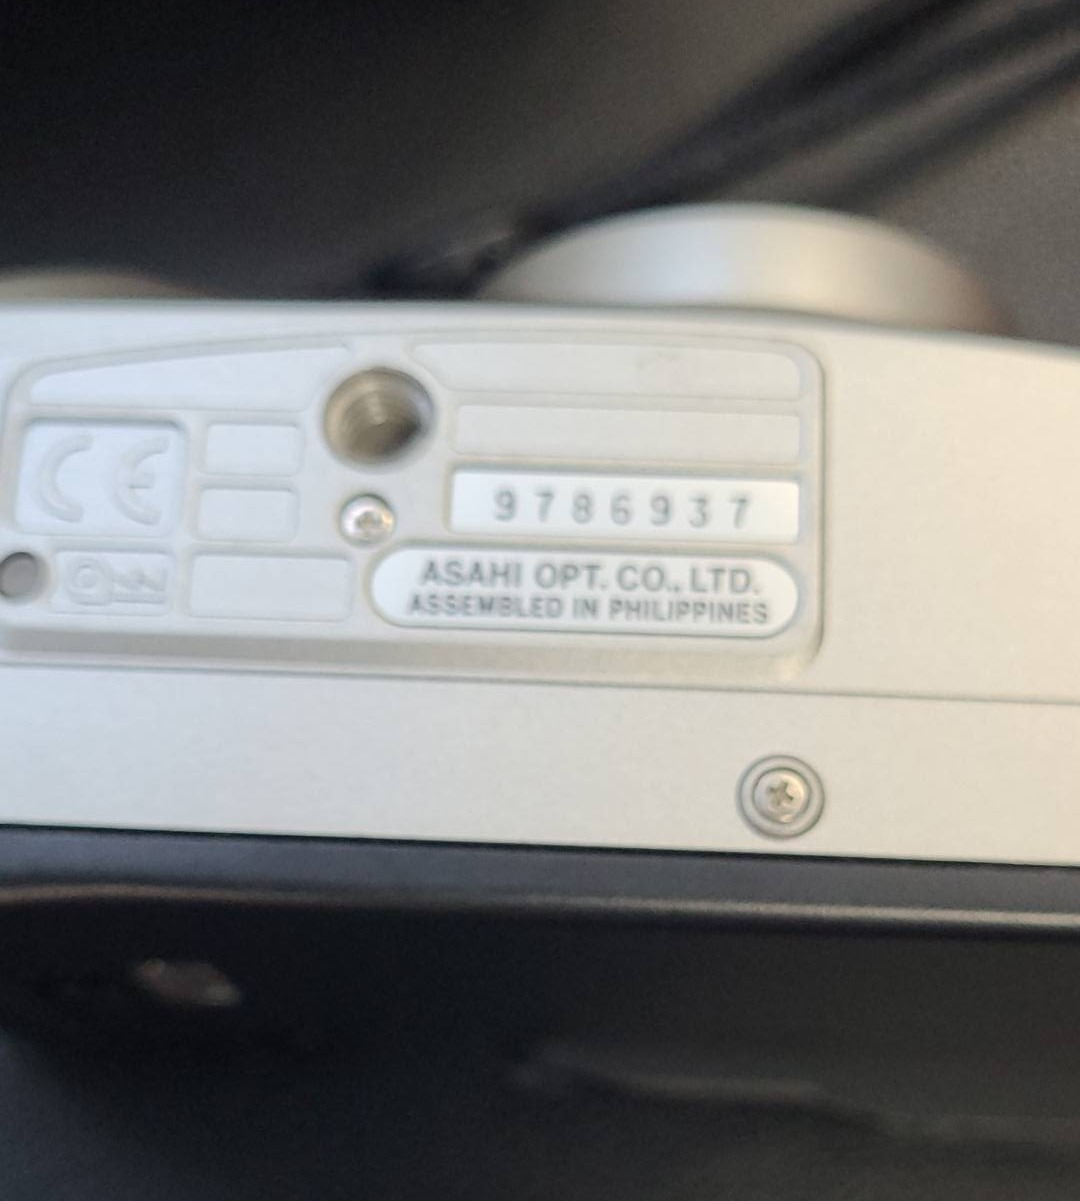 CE
9786937
ASAHI OPT. CO., LTD.
ASSEMBLED IN PHILIPPINES